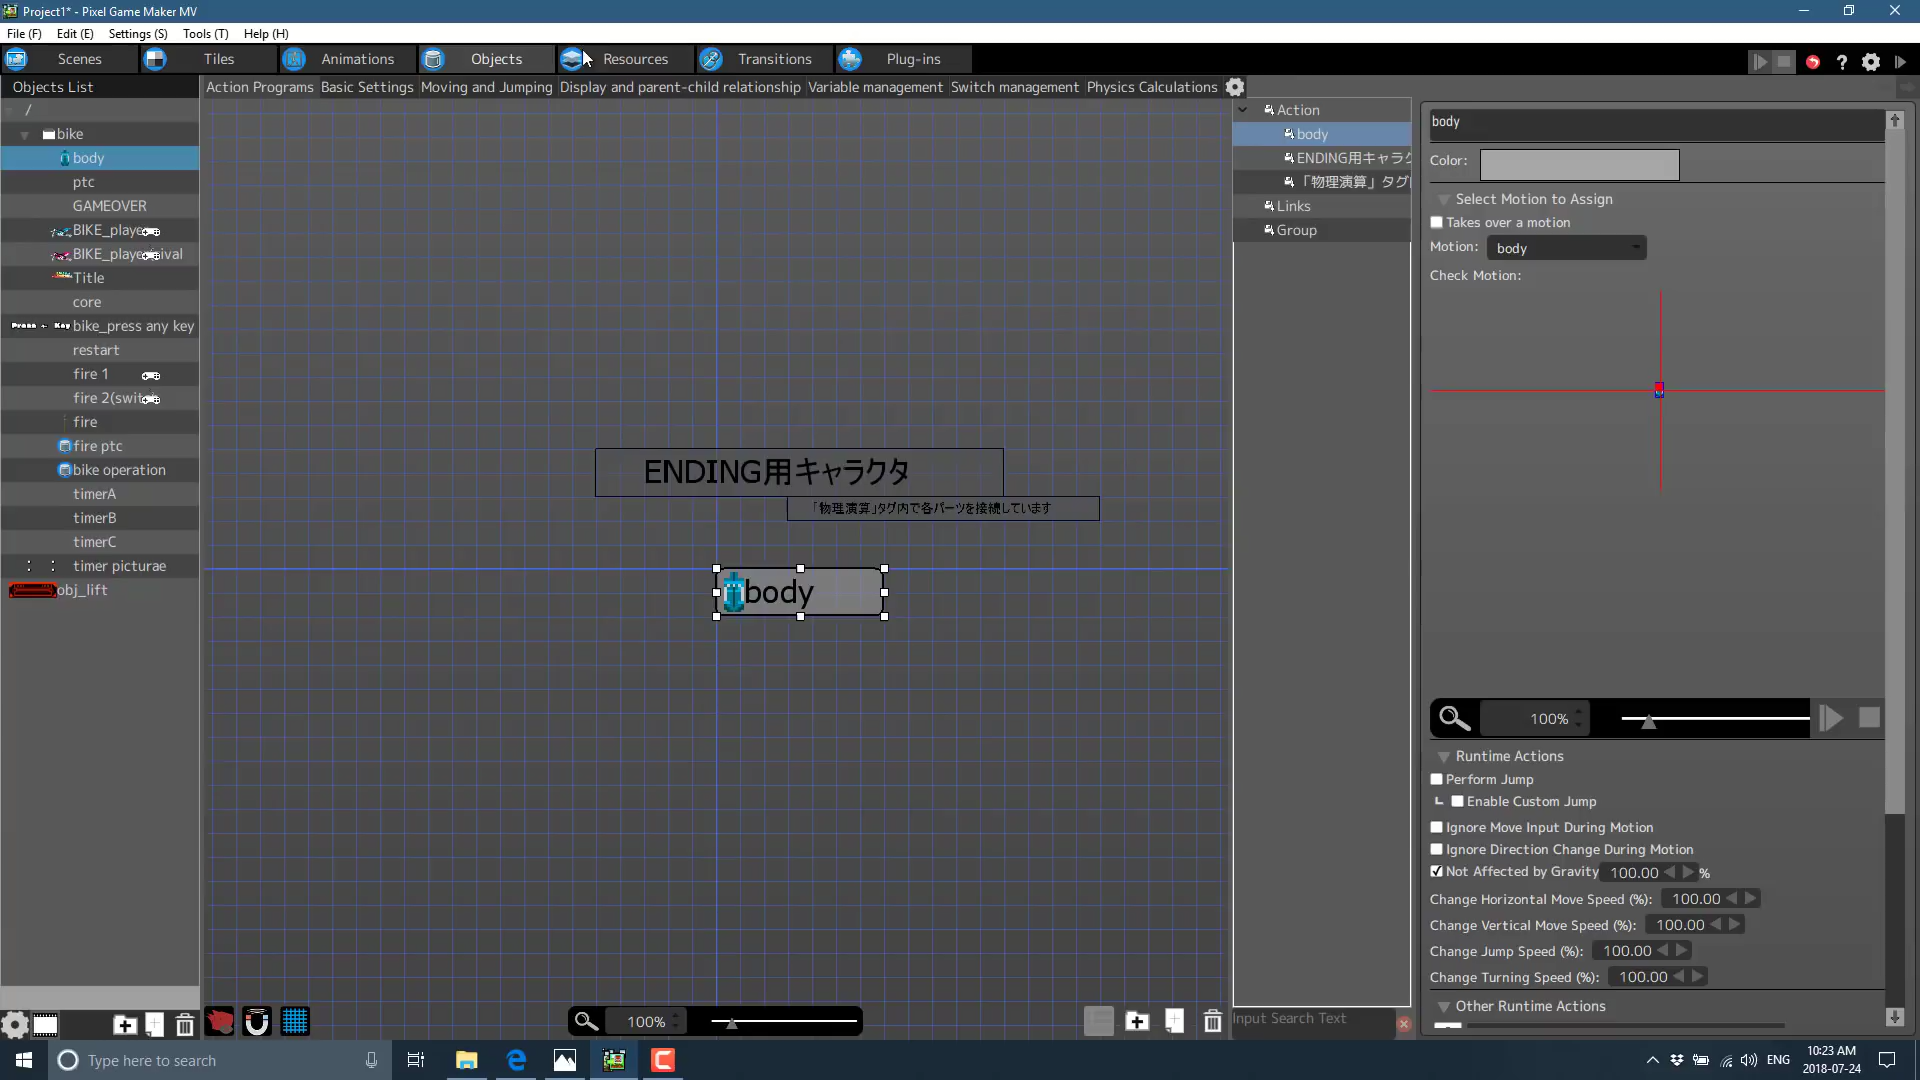 Project1* - Pixel Game Maker MV
File (F) Edit (E) Settings (S) Tools (T) Help (H)
Scenes Tiles Animations Objects Resources Transitions Plug-ins
Objects List
Action Programs Basic Settings Moving and Jumping Display and parent-child relationship Variable management Switch management Physics Calculations
/
bike
body
ptc
GAMEOVER
BIKE_playe
BIKE_play ival
Title
core
Press Key bike_press any key
restart
fire 1
fire 2(swit
fire
fire ptc
bike operation
timerA
timerB
timerC
timer picturae
obj_lift
ENDING用キャラクタ
「物理演算」タグ内で各パーツを接続しています
body
100%
Action
body
ENDING用キャラク
「物理演算」タグ
Links
Group
Input Search Text
body
Color:
Select Motion to Assign
Takes over a motion
Motion: body
Check Motion:
100%
Runtime Actions
Perform Jump
Enable Custom Jump
Ignore Move Input During Motion
Ignore Direction Change During Motion
Not Affected by Gravity 100.00 %
Change Horizontal Move Speed (%): 100.00
Change Vertical Move Speed (%): 100.00
Change Jump Speed (%): 100.00
Change Turning Speed (%): 100.00
Other Runtime Actions
Type here to search
ENG
10:23 AM
2018-07-24